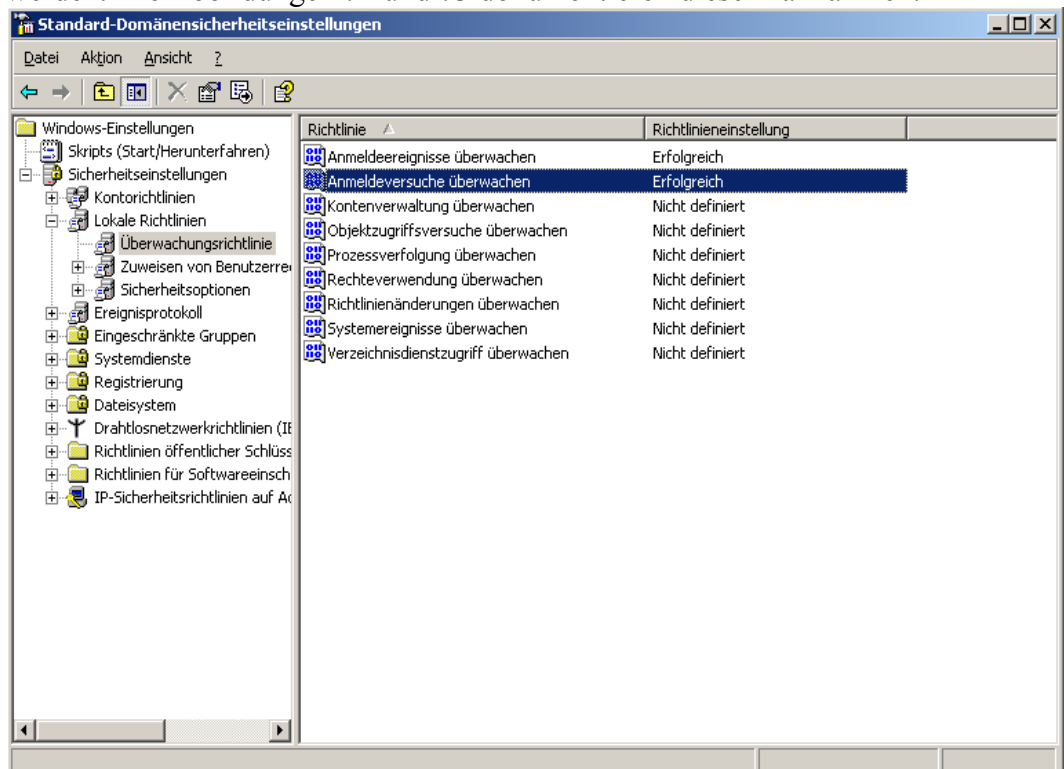 Standard-Domänensicherheitseinstellungen
Datei Aktion Ansicht ?
Windows-Einstellungen
Skripts (Start/Herunterfahren)
Sicherheitseinstellungen
Kontorichtlinien
Lokale Richtlinien
Überwachungsrichtlinie
Zuweisen von Benutzerre
Sicherheitsoptionen
Ereignisprotokoll
Eingeschränkte Gruppen
Systemdienste
Registrierung
Dateisystem
Drahtlosnetzwerkrichtlinien (IE
Richtlinien öffentlicher Schlüss
Richtlinien für Softwareeinsch
IP-Sicherheitsrichtlinien auf Ac
Richtlinie Richtlinieneinstellung
Anmeldeereignisse überwachen Erfolgreich
Anmeldeversuche überwachen Erfolgreich
Kontenverwaltung überwachen Nicht definiert
Objektzugriffsversuche überwachen Nicht definiert
Prozessverfolgung überwachen Nicht definiert
Rechteverwendung überwachen Nicht definiert
Richtlinienänderungen überwachen Nicht definiert
Systemereignisse überwachen Nicht definiert
Verzeichnisdienstzugriff überwachen Nicht definiert